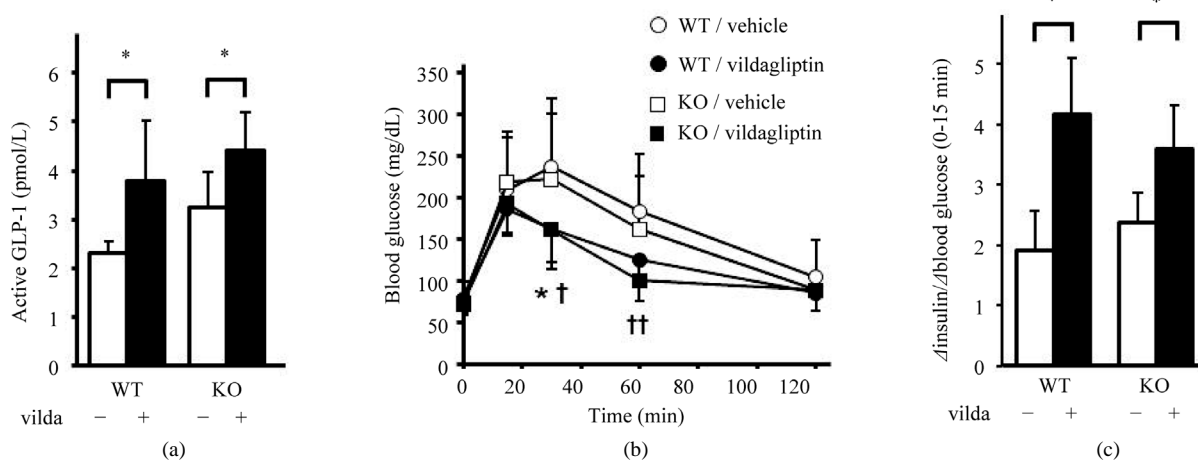 (a)
Active GLP-1 (pmol/L)
6
5
4
3
2
1
0
*
*
WT
KO
vilda
−
+
−
+
(b)
WT / vehicle
WT / vildagliptin
KO / vehicle
KO / vildagliptin
Blood glucose (mg/dL)
350
300
250
200
150
100
50
0
* †
††
0
20
40
60
80
100
120
Time (min)
(c)
Δinsulin/Δblood glucose (0-15 min)
5
4
3
2
1
0
*
WT
KO
−
+
−
+